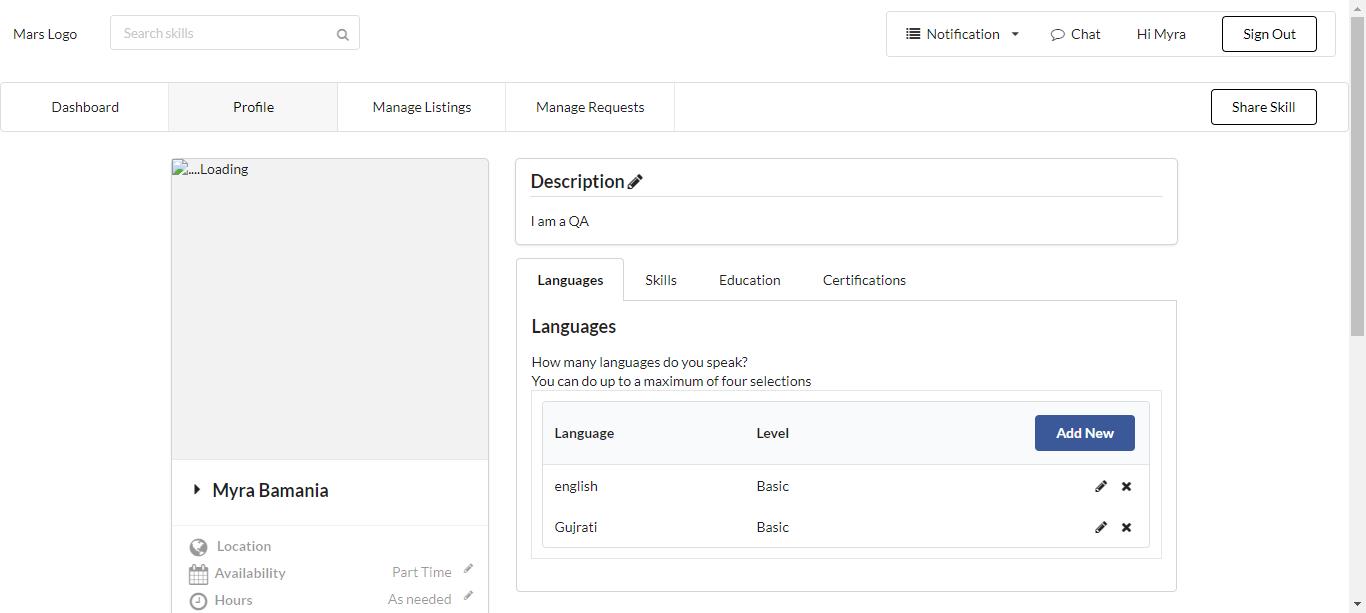 Mars Logo
Search skills
Notification
Chat
Hi Myra
Sign Out
Dashboard
Profile
Manage Listings
Manage Requests
Share Skill
....Loading
Myra Bamania
Location
Availability Part Time
Hours As needed
Description
I am a QA
Languages Skills Education Certifications
Languages
How many languages do you speak?
You can do up to a maximum of four selections
Language Level Add New
english Basic
Gujrati Basic